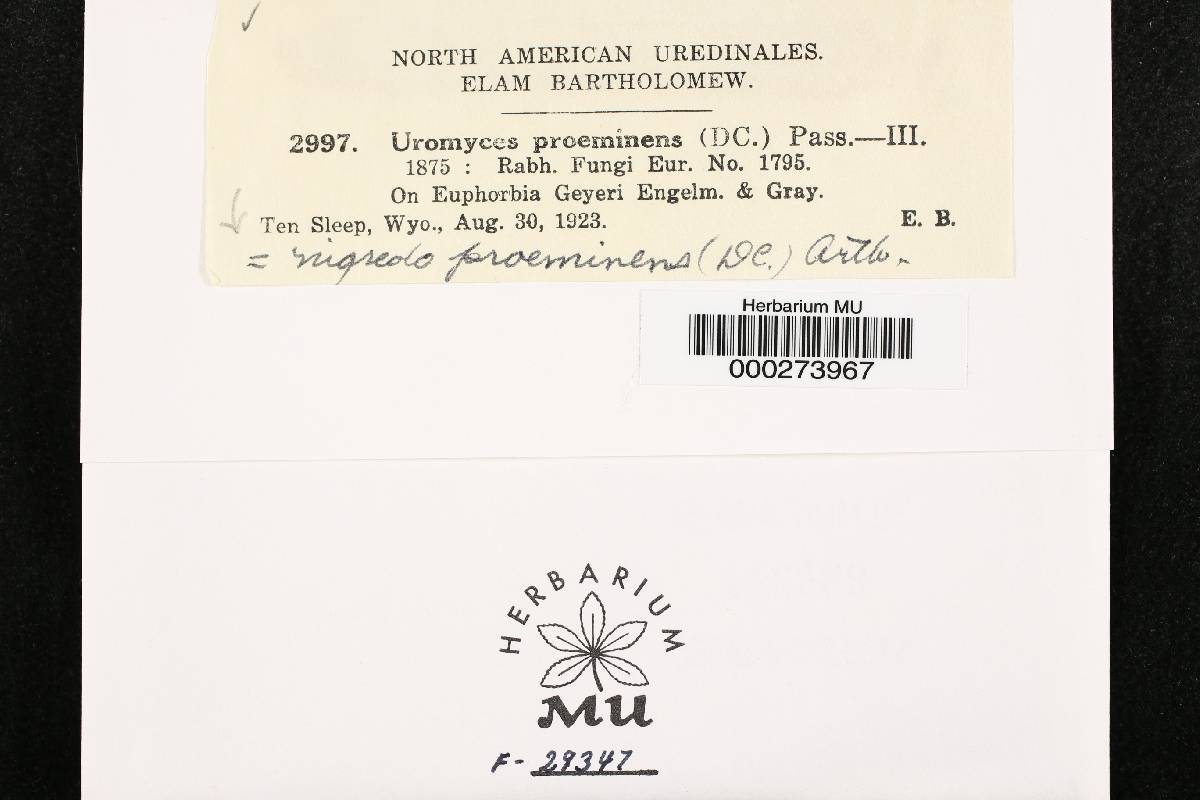 NORTH AMERICAN UREDINALES.
ELAM BARTHOLOMEW.
2997. Uromyces proeminens (DC.) Pass.—III.
1875 : Rabh. Fungi Eur. No. 1795.
On Euphorbia Geyeri Engelm. & Gray.
Ten Sleep, Wyo., Aug. 30, 1923. E. B.
= nigredo proeminens (DC.) Arth.
Herbarium MU
000273967
HERBARIUM
MU
F- 29347